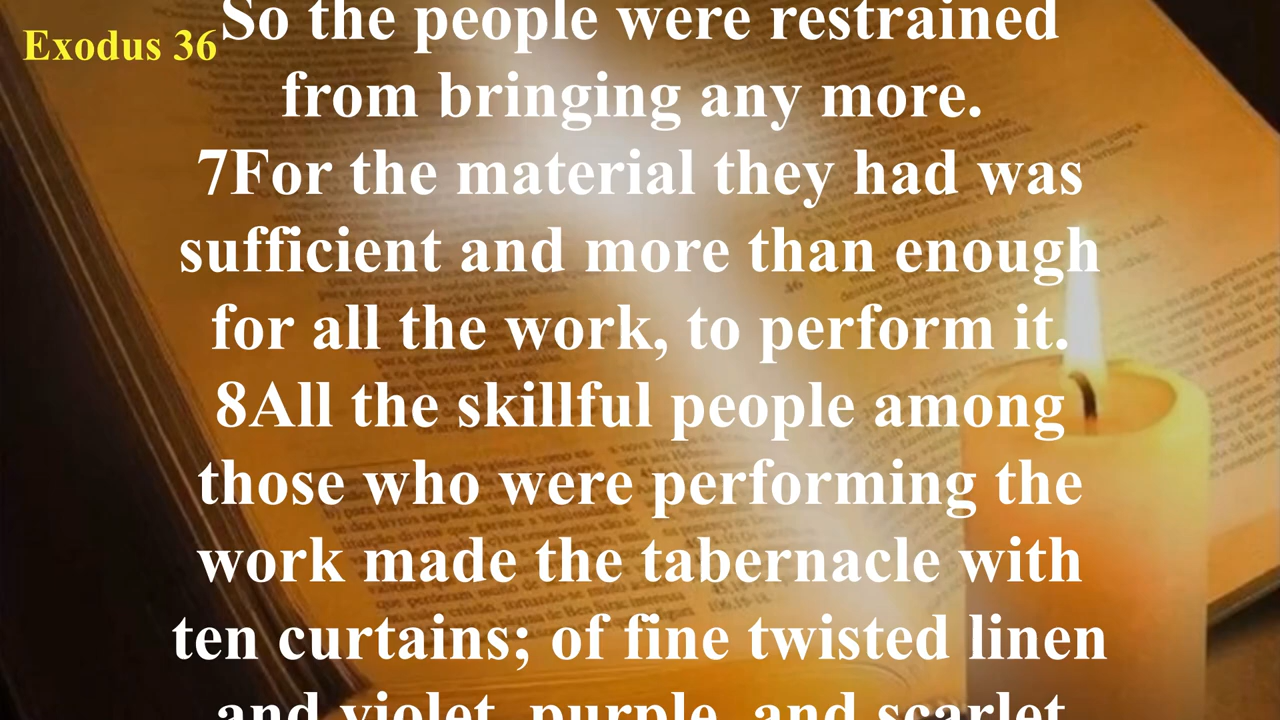 Exodus 36
So the people were restrained
from bringing any more.
7For the material they had was
sufficient and more than enough
for all the work, to perform it.
8All the skillful people among
those who were performing the
work made the tabernacle with
ten curtains; of fine twisted linen
and violet, purple, and scarlet